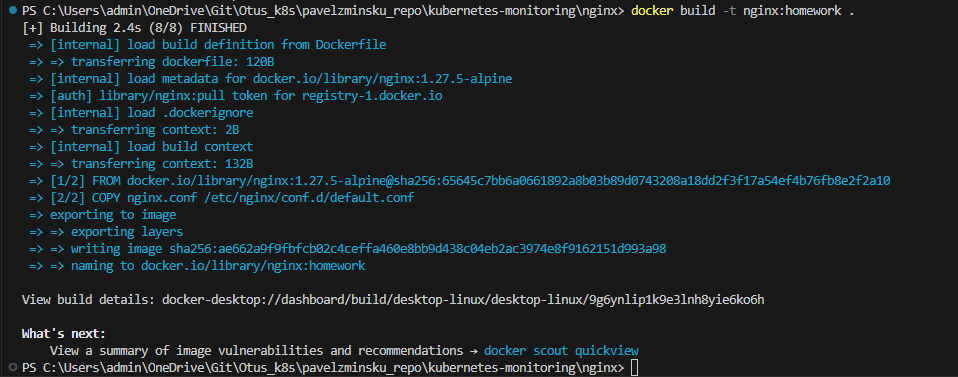 PS C:\Users\admin\OneDrive\Git\Otus_k8s\pavelzminsku_repo\kubernetes-monitoring\nginx> docker build -t nginx:homework .
[+] Building 2.4s (8/8) FINISHED
=> [internal] load build definition from Dockerfile
=> => transferring dockerfile: 120B
=> [internal] load metadata for docker.io/library/nginx:1.27.5-alpine
=> [auth] library/nginx:pull token for registry-1.docker.io
=> [internal] load .dockerignore
=> => transferring context: 2B
=> [internal] load build context
=> => transferring context: 132B
=> [1/2] FROM docker.io/library/nginx:1.27.5-alpine@sha256:65645c7bb6a0661892a8b03b89d0743208a18dd2f3f17a54ef4b76fb8e2f2a10
=> [2/2] COPY nginx.conf /etc/nginx/conf.d/default.conf
=> exporting to image
=> => exporting layers
=> => writing image sha256:ae662a9f9fbfcb02c4ceffa460e8bb9d438c04eb2ac3974e8f9162151d993a98
=> => naming to docker.io/library/nginx:homework
View build details: docker-desktop://dashboard/build/desktop-linux/desktop-linux/9g6ynlip1k9e3lnh8yie6ko6h
What's next:
View a summary of image vulnerabilities and recommendations → docker scout quickview
PS C:\Users\admin\OneDrive\Git\Otus_k8s\pavelzminsku_repo\kubernetes-monitoring\nginx>